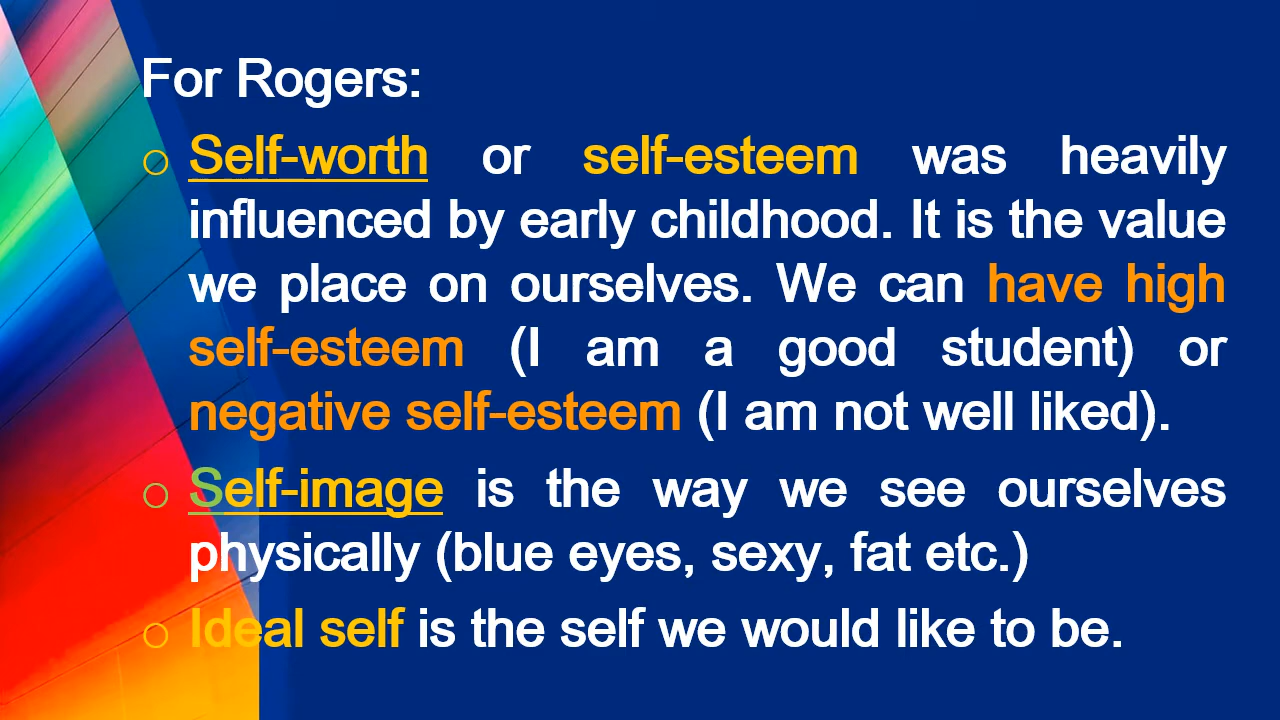 For Rogers:
o Self-worth or self-esteem was heavily
influenced by early childhood. It is the value
we place on ourselves. We can have high
self-esteem (I am a good student) or
negative self-esteem (I am not well liked).
o Self-image is the way we see ourselves
physically (blue eyes, sexy, fat etc.)
o Ideal self is the self we would like to be.